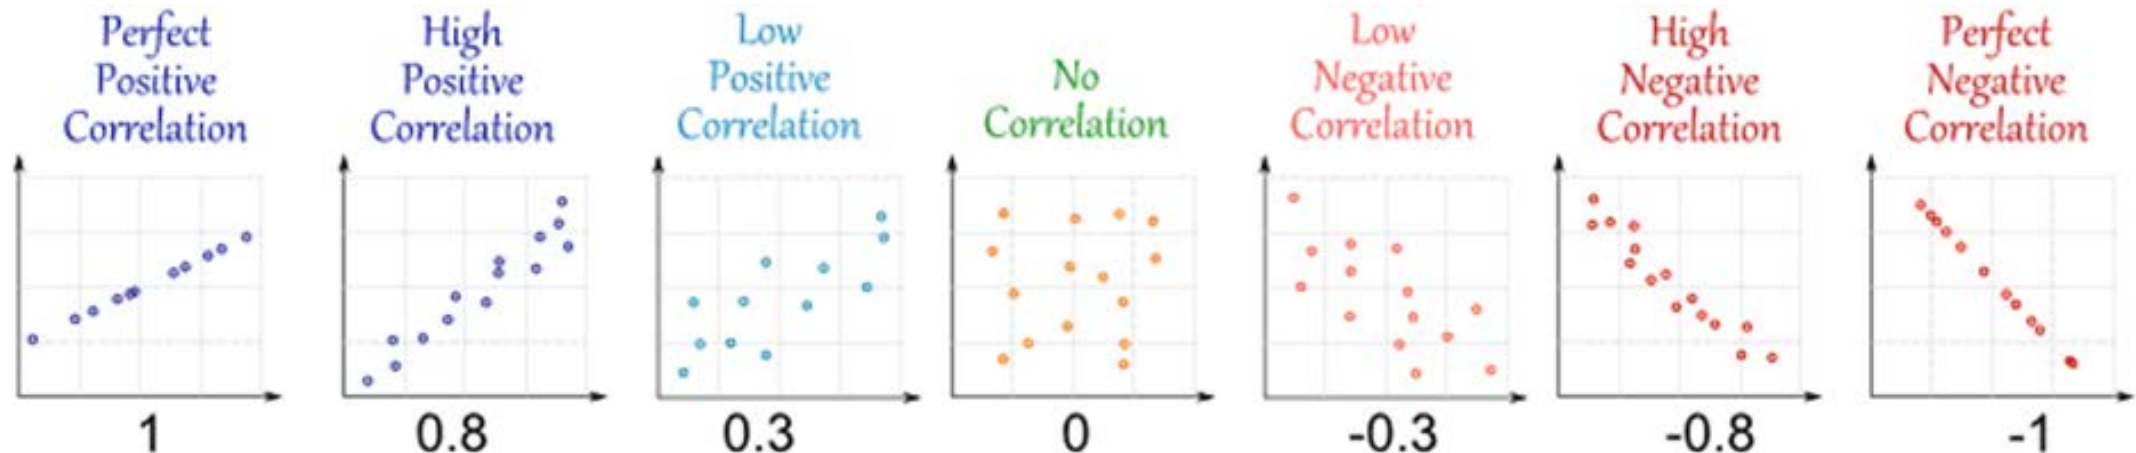 Perfect
Positive
Correlation
High
Positive
Correlation
Low
Positive
Correlation
No
Correlation
Low
Negative
Correlation
High
Negative
Correlation
Perfect
Negative
Correlation
1
0.8
0.3
0
-0.3
-0.8
-1